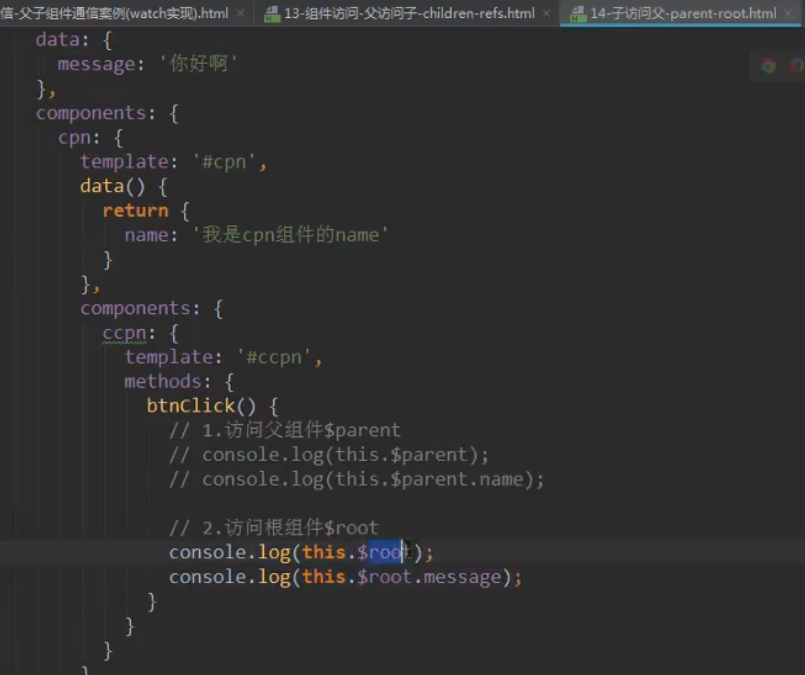 信-父子组件通信案例(watch实现).html × 13-组件访问-父访问子-children-refs.html × 14-子访问父-parent-root.html ×
data: {
message: '你好啊'
},
components: {
cpn: {
template: '#cpn',
data() {
return {
name: '我是cpn组件的name'
}
},
components: {
ccpn: {
template: '#ccpn',
methods: {
btnClick() {
// 1.访问父组件$parent
// console.log(this.$parent);
// console.log(this.$parent.name);
// 2.访问根组件$root
console.log(this.$root);
console.log(this.$root.message);
}
}
}
}